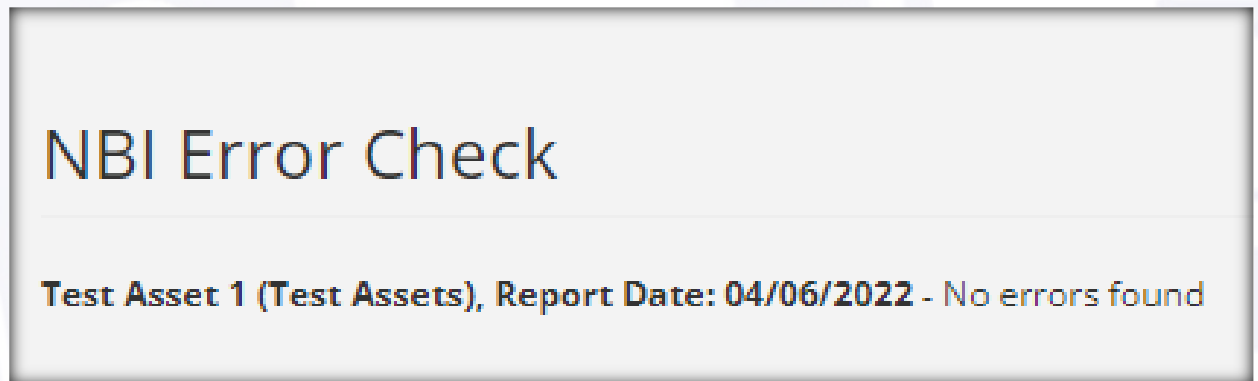 NBI Error Check
Test Asset 1 (Test Assets), Report Date: 04/06/2022 - No errors found